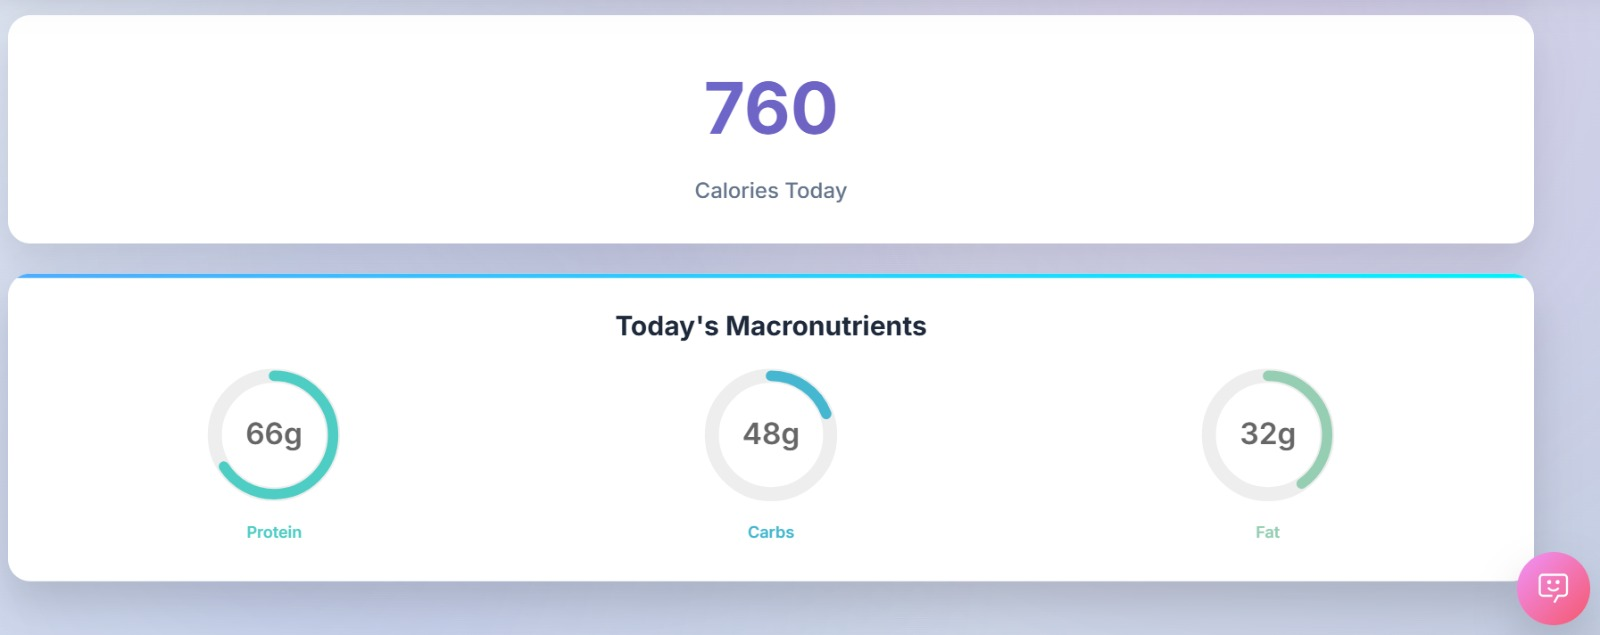 760
Calories Today
Today's Macronutrients
66g
48g
32g
Protein
Carbs
Fat